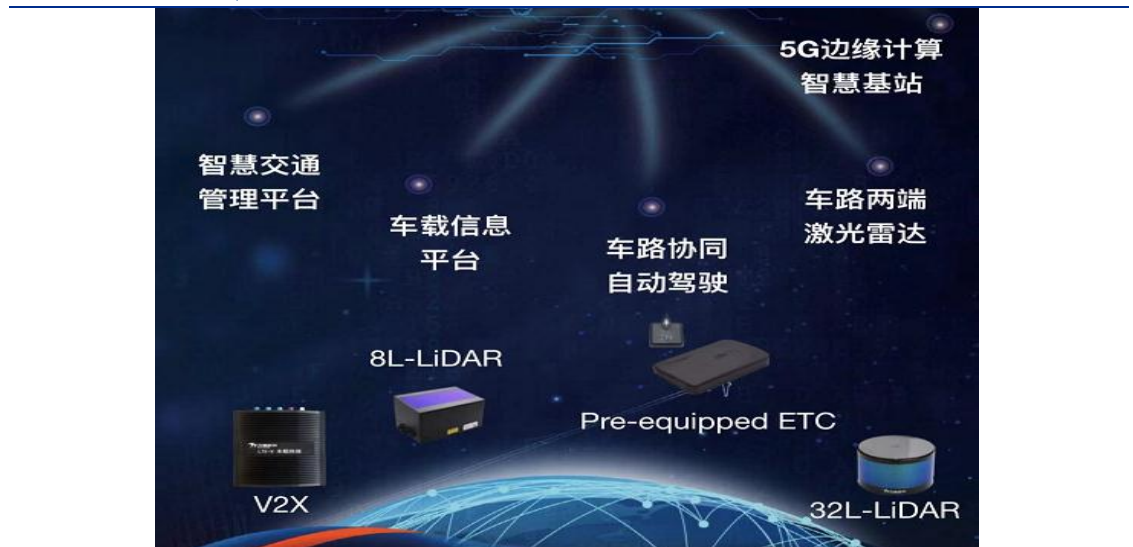 5G边缘计算
智慧基站
智慧交通
管理平台
车载信息
平台
车路协同
自动驾驶
车路两端
激光雷达
8L-LiDAR
Pre-equipped ETC
V2X
32L-LiDAR